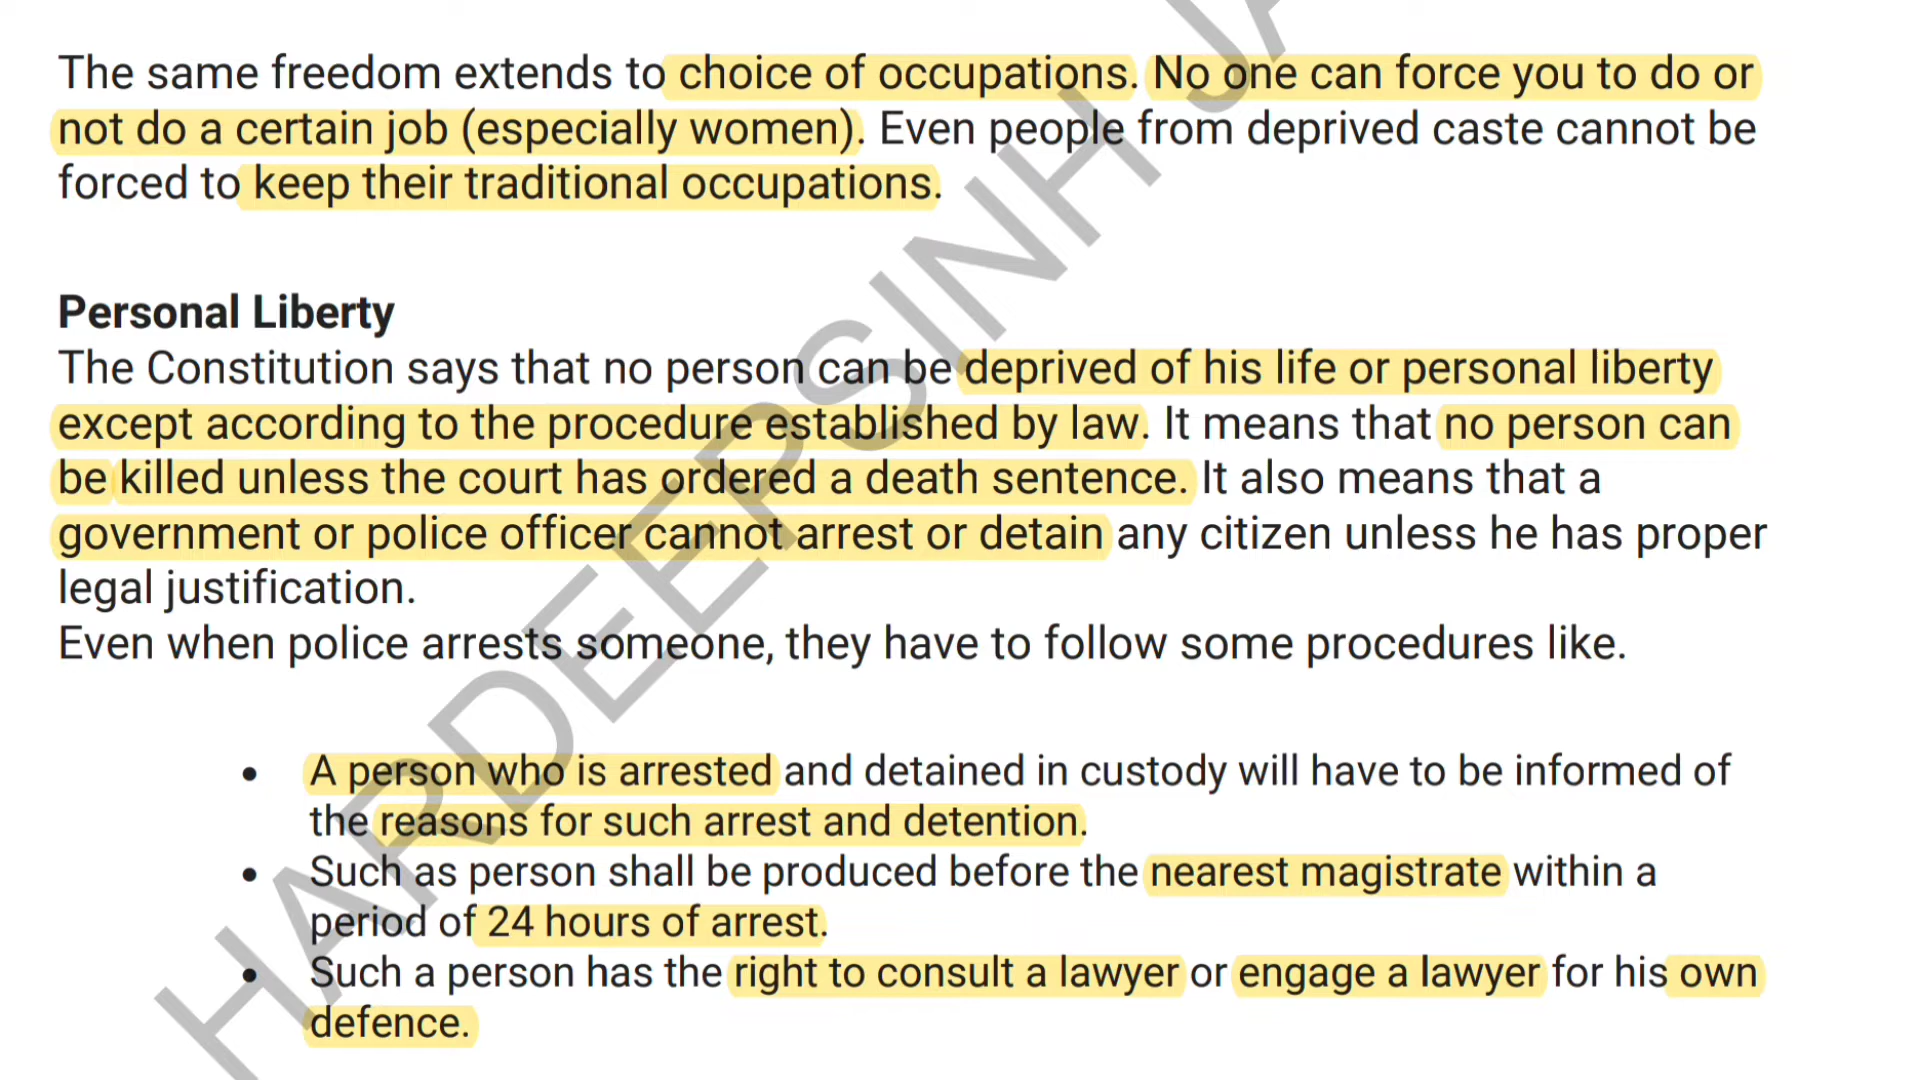 The same freedom extends to choice of occupations. No one can force you to do or
not do a certain job (especially women). Even people from deprived caste cannot be
forced to keep their traditional occupations.
Personal Liberty
The Constitution says that no person can be deprived of his life or personal liberty
except according to the procedure established by law. It means that no person can
be killed unless the court has ordered a death sentence. It also means that a
government or police officer cannot arrest or detain any citizen unless he has proper
legal justification.
Even when police arrests someone, they have to follow some procedures like.
• A person who is arrested and detained in custody will have to be informed of
the reasons for such arrest and detention.
• Such as person shall be produced before the nearest magistrate within a
period of 24 hours of arrest.
• Such a person has the right to consult a lawyer or engage a lawyer for his own
defence.
HARDEEPSINH